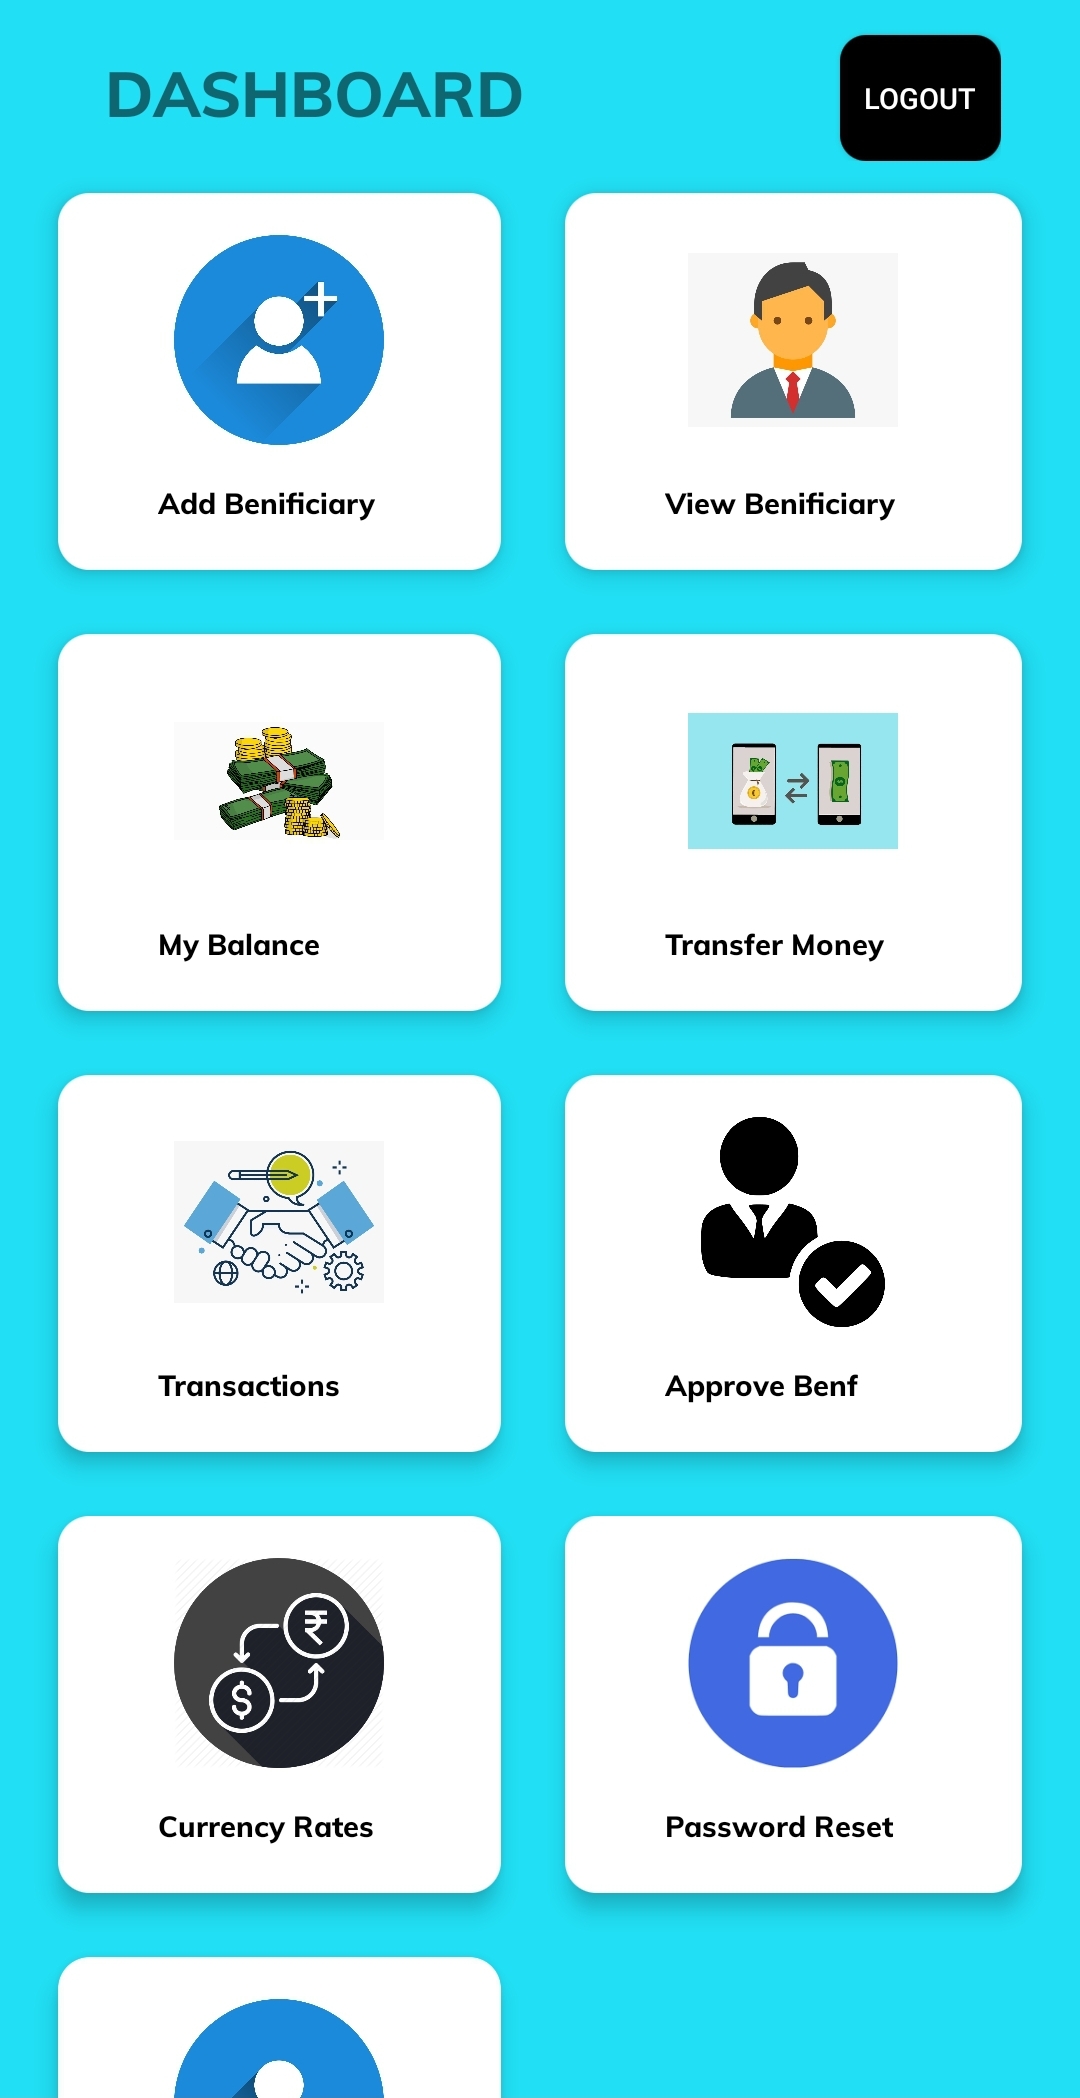 DASHBOARD
LOGOUT
Add Benificiary
View Benificiary
My Balance
Transfer Money
Transactions
Approve Benf
Currency Rates
Password Reset